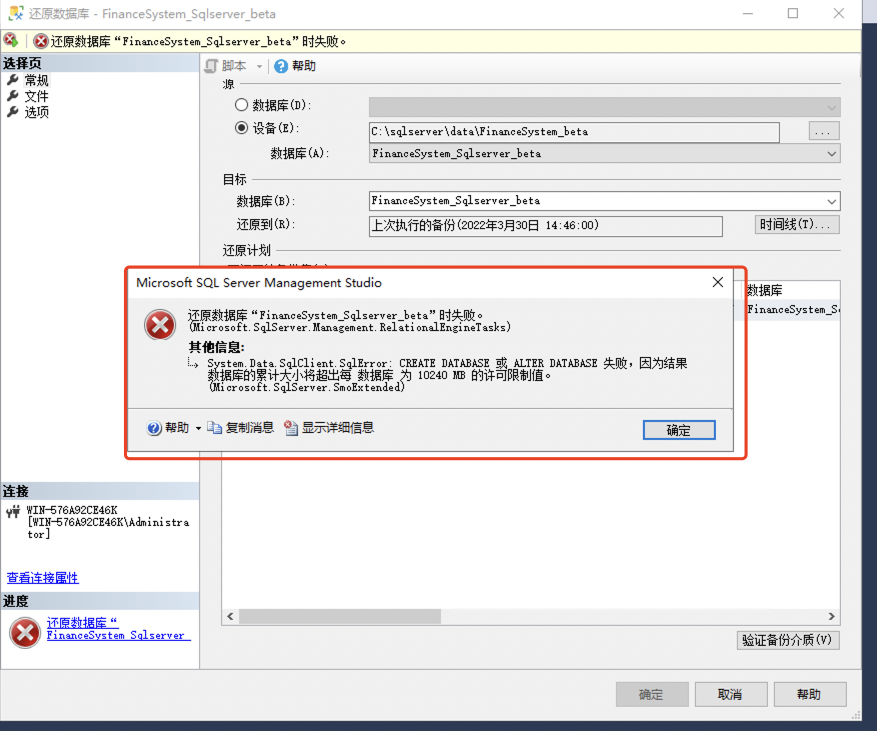 还原数据库 - FinanceSystem_Sqlserver_beta
还原数据库“FinanceSystem_Sqlserver_beta”时失败。
选择页
常规
文件
选项
脚本
帮助
源
数据库(D):
设备(E):
C:\sqlserver\data\FinanceSystem_beta
...
数据库(A):
FinanceSystem_Sqlserver_beta
目标
数据库(B):
FinanceSystem_Sqlserver_beta
还原到(R):
上次执行的备份(2022年3月30日 14:46:00)
时间线(T)...
还原计划
数据库
FinanceSystem_S
Microsoft SQL Server Management Studio
还原数据库“FinanceSystem_Sqlserver_beta”时失败。
(Microsoft.SqlServer.Management.RelationalEngineTasks)
其他信息:
System.Data.SqlClient.SqlError: CREATE DATABASE 或 ALTER DATABASE 失败，因为结果
数据库的累计大小将超出每 数据库 为 10240 MB 的许可限制值。
(Microsoft.SqlServer.SmoExtended)
帮助
复制消息
显示详细信息
确定
连接
WIN-576A92CE46K
[WIN-576A92CE46K\Administra
tor]
查看连接属性
进度
还原数据库“
FinanceSystem_Sqlserver_
验证备份介质(V)
确定
取消
帮助